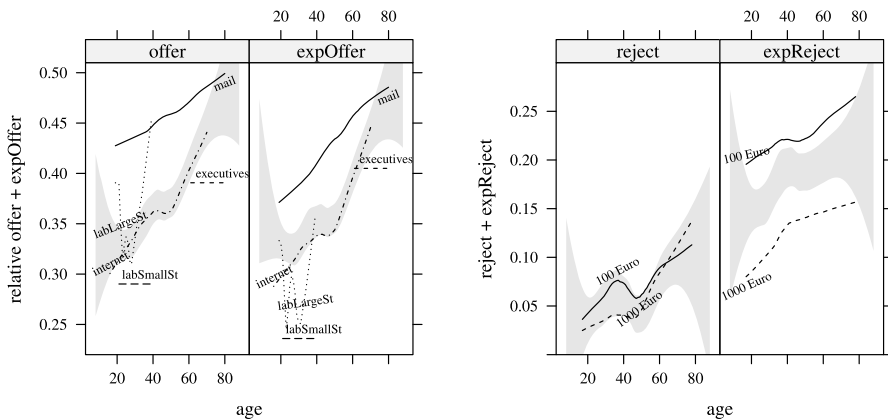 20 40 60 80
20 40 60 80
offer
expOffer
reject
expReject
0.50
0.45
0.40
0.35
0.30
0.25
relative offer + expOffer
mail
labLargeSt
internet
labSmallSt
executives
mail
executives
internet
labLargeSt
labSmallSt
20 40 60 80
age
0.25
0.20
0.15
0.10
0.05
reject + expReject
100 Euro
1000 Euro
100 Euro
1000 Euro
20 40 60 80
age